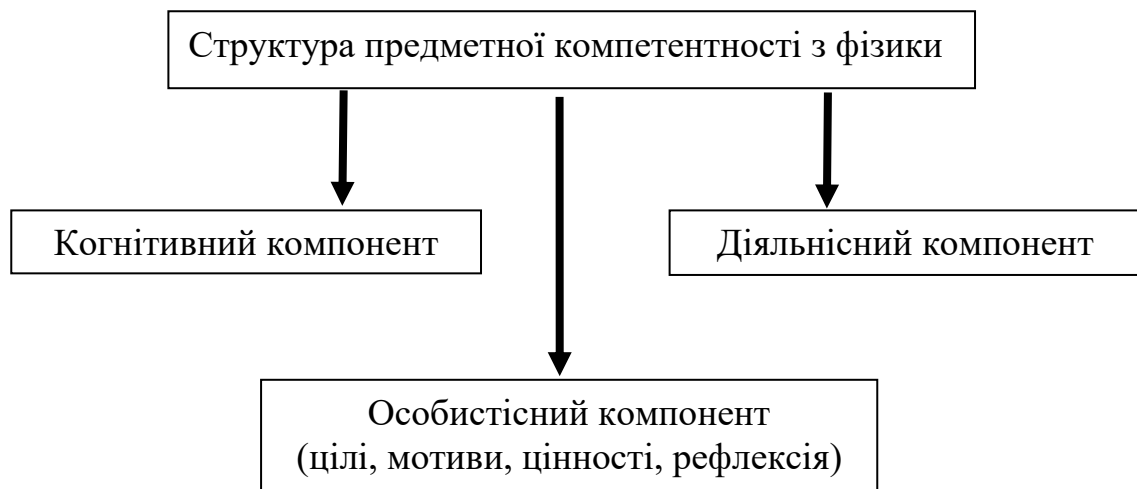 Структура предметної компетентності з фізики
Когнітивний компонент
Діяльнісний компонент
Особистісний компонент
(цілі, мотиви, цінності, рефлексія)